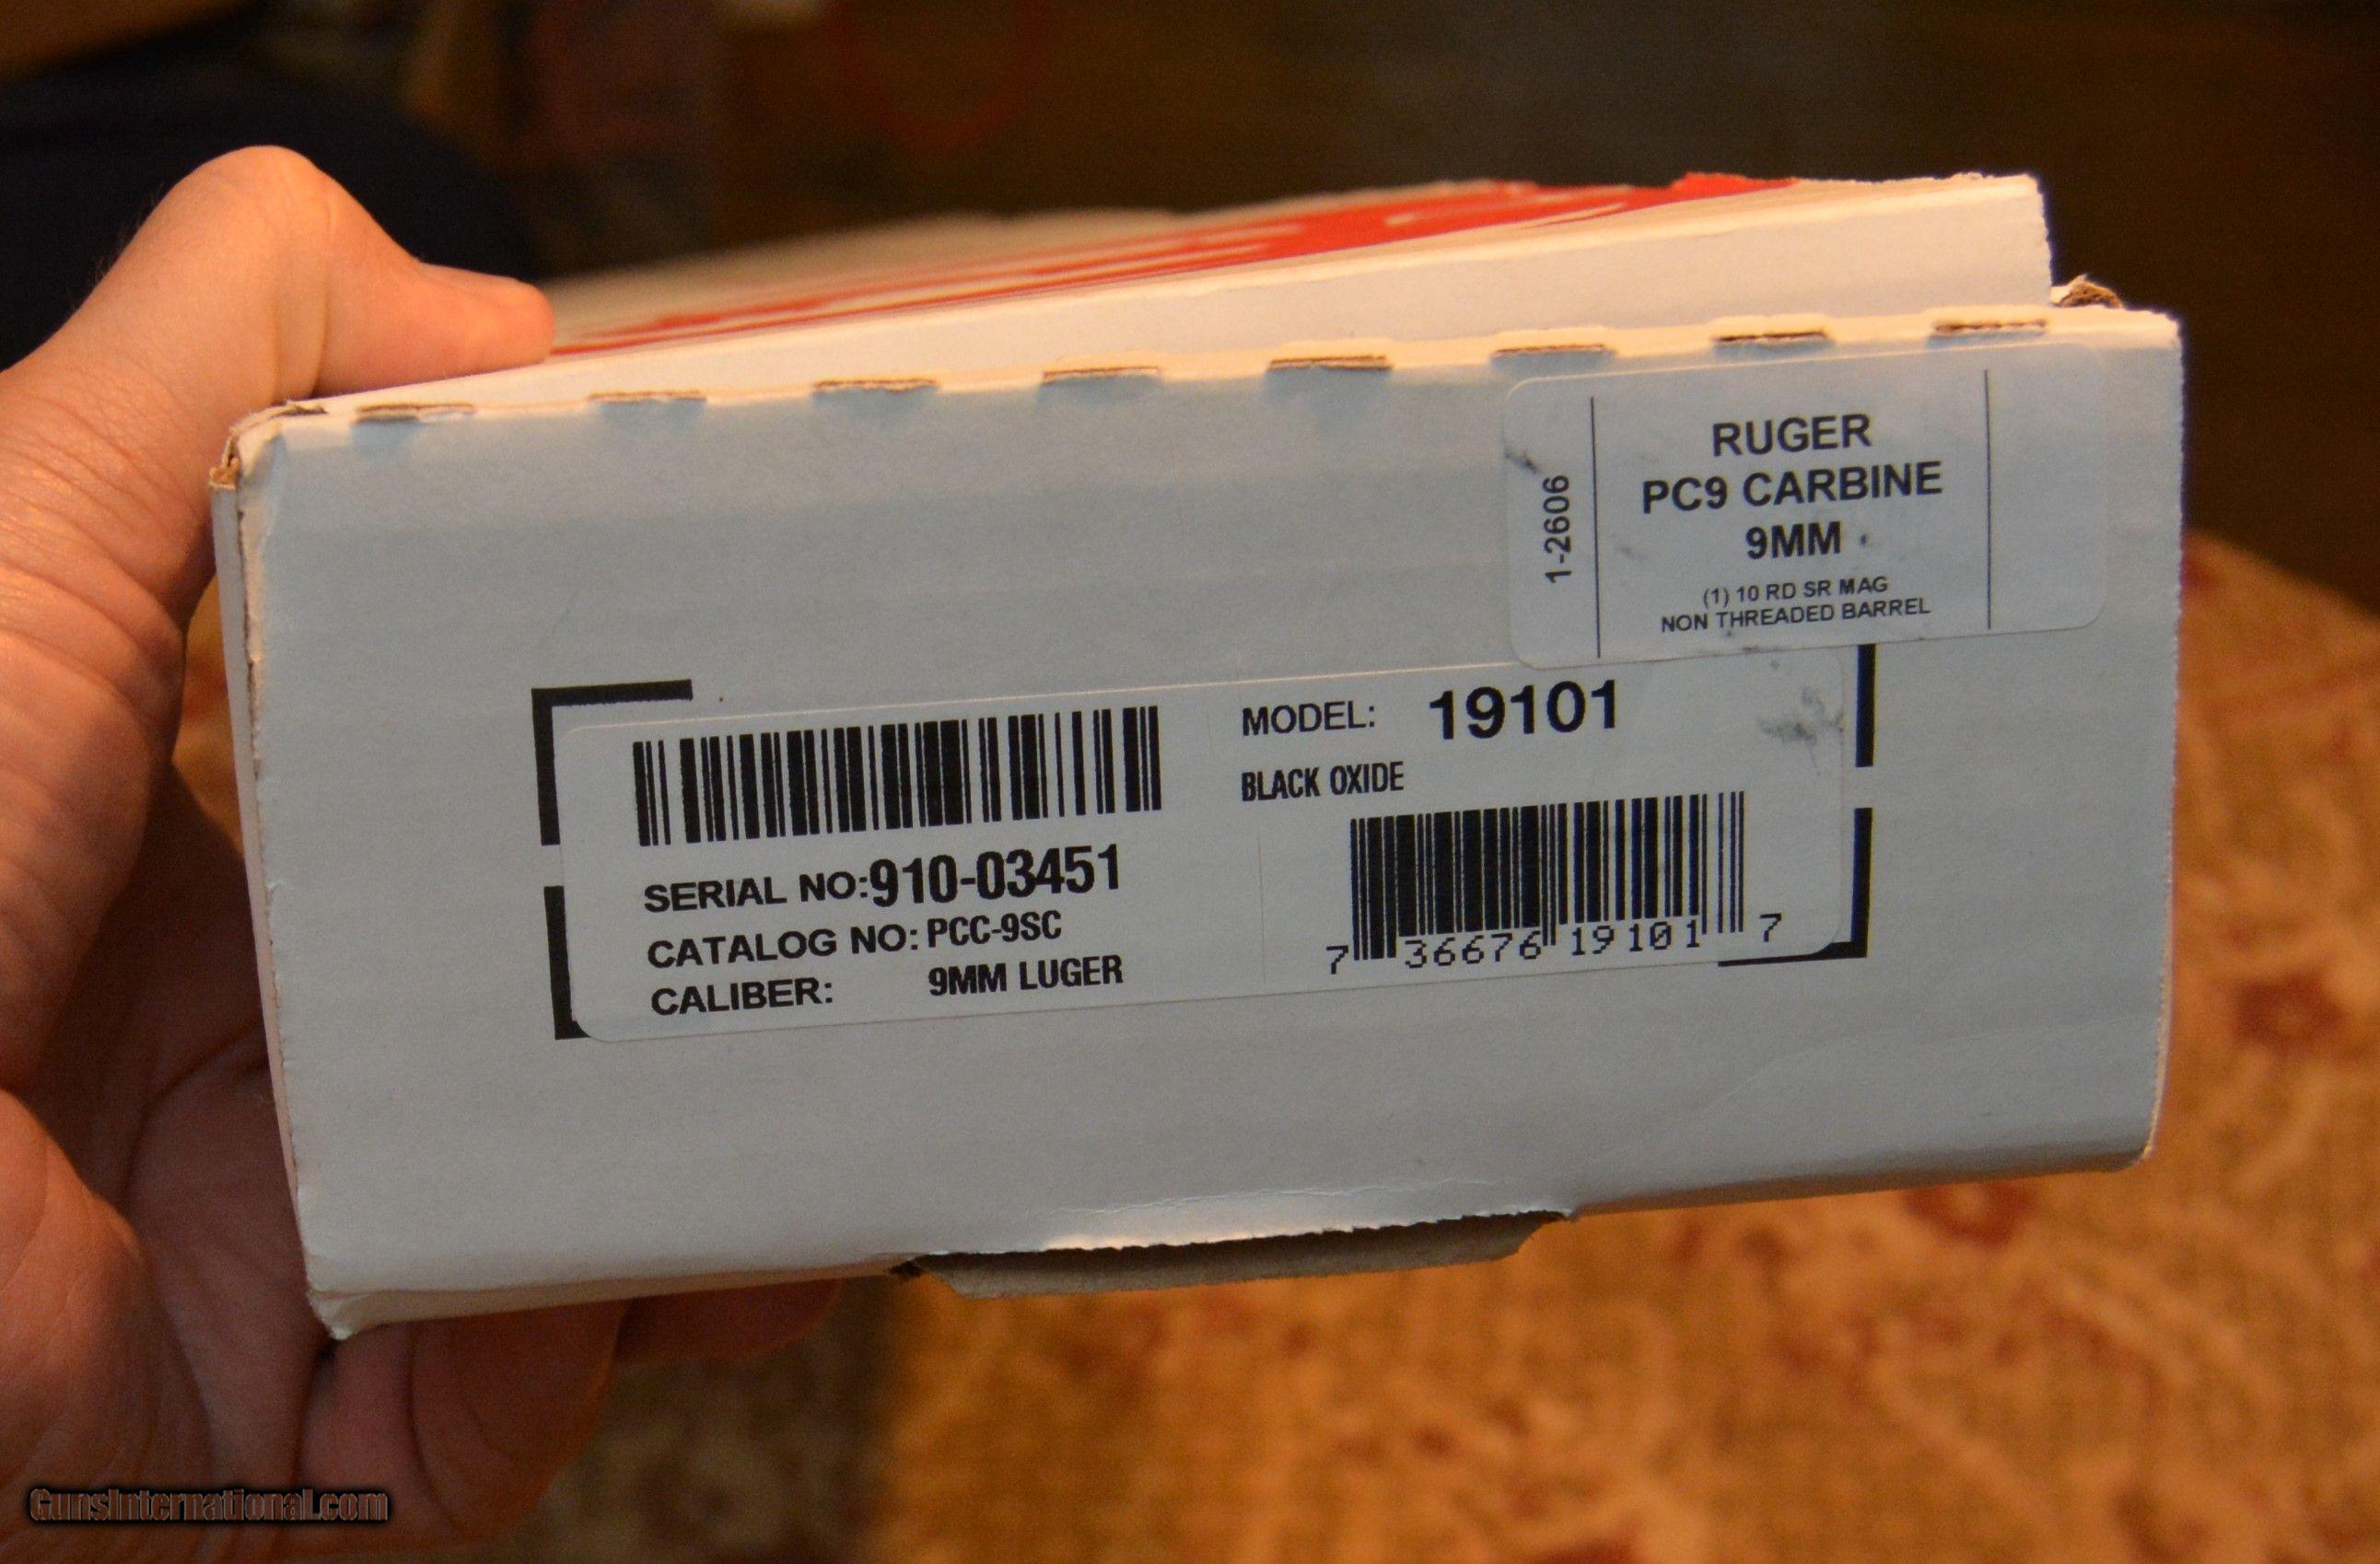 RUGER
PC9 CARBINE
9MM
(1) 10 RD SR MAG
NON THREADED BARREL
1-2606
MODEL: 19101
BLACK OXIDE
SERIAL NO:910-03451
CATALOG NO: PCC-9SC
CALIBER: 9MM LUGER
7 36676 19101 7
GunsInternational.com